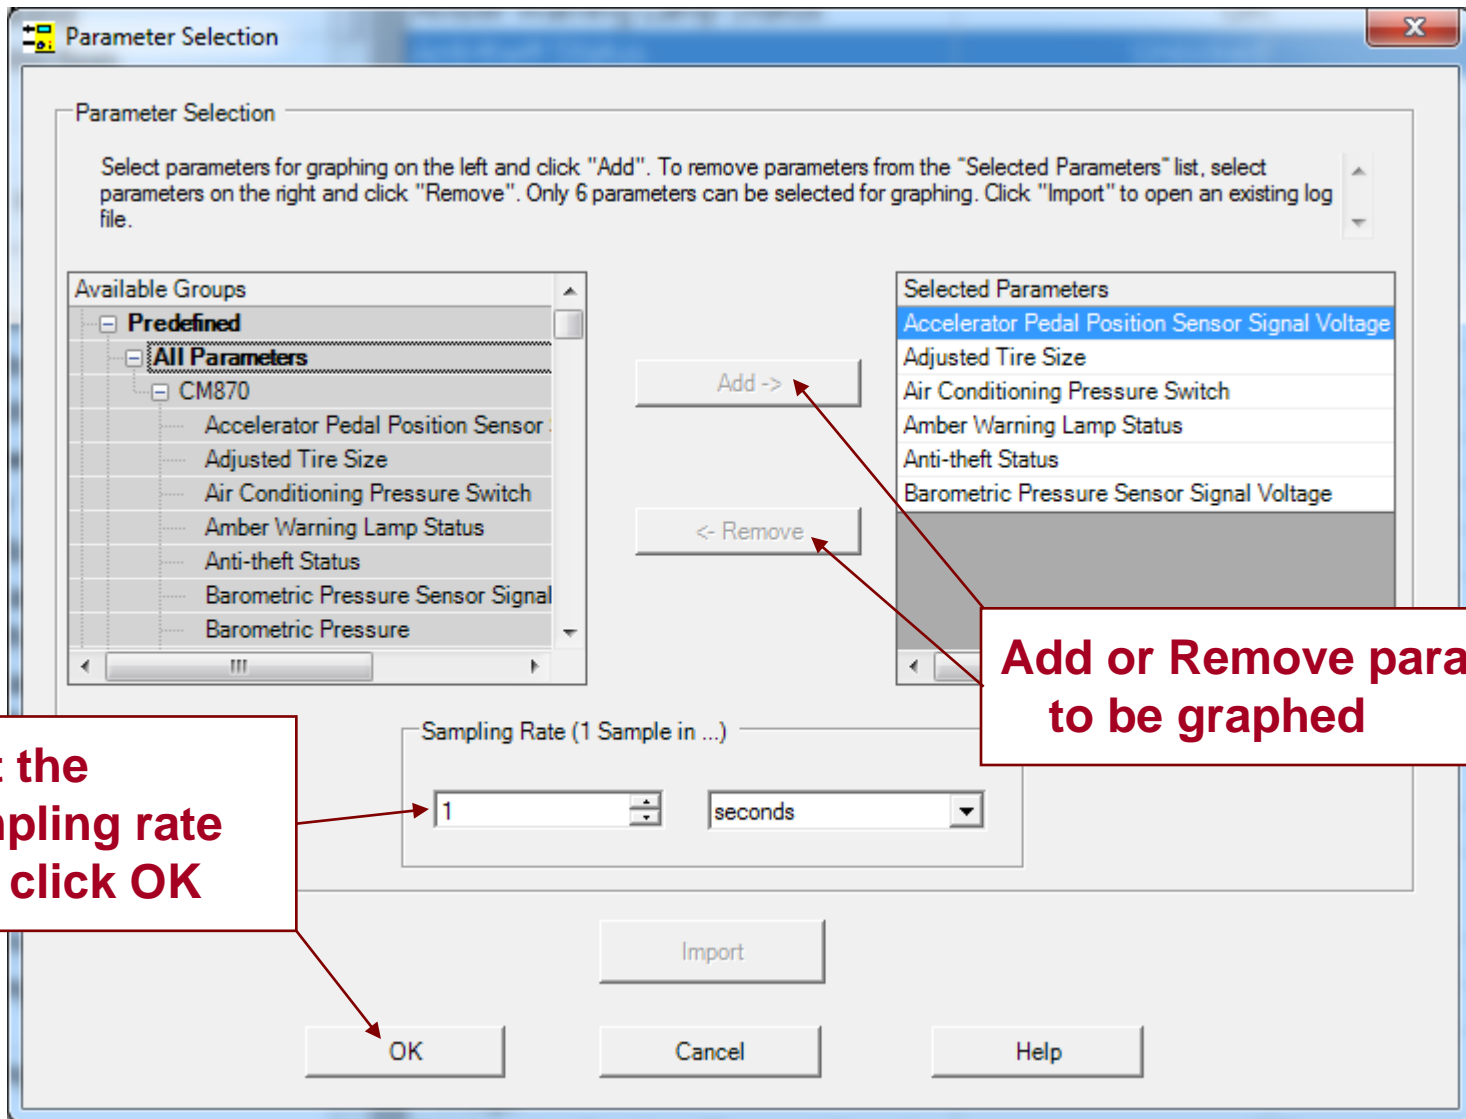 Parameter Selection
Anti-theft Status
Parameter Selection
Select parameters for graphing on the left and click "Add". To remove parameters from the "Selected Parameters" list, select
parameters on the right and click "Remove". Only 6 parameters can be selected for graphing. Click "Import" to open an existing log
file.
Available Groups
Predefined
All Parameters
CM870
Accelerator Pedal Position Sensor
Adjusted Tire Size
Air Conditioning Pressure Switch
Amber Warning Lamp Status
Anti-theft Status
Barometric Pressure Sensor Signal
Barometric Pressure
Add ->
<- Remove
Selected Parameters
Accelerator Pedal Position Sensor Signal Voltage
Adjusted Tire Size
Air Conditioning Pressure Switch
Amber Warning Lamp Status
Anti-theft Status
Barometric Pressure Sensor Signal Voltage
Add or Remove para
to be graphed
t the
mpling rate
click OK
Sampling Rate (1 Sample in ...)
1
seconds
Import
OK
Cancel
Help